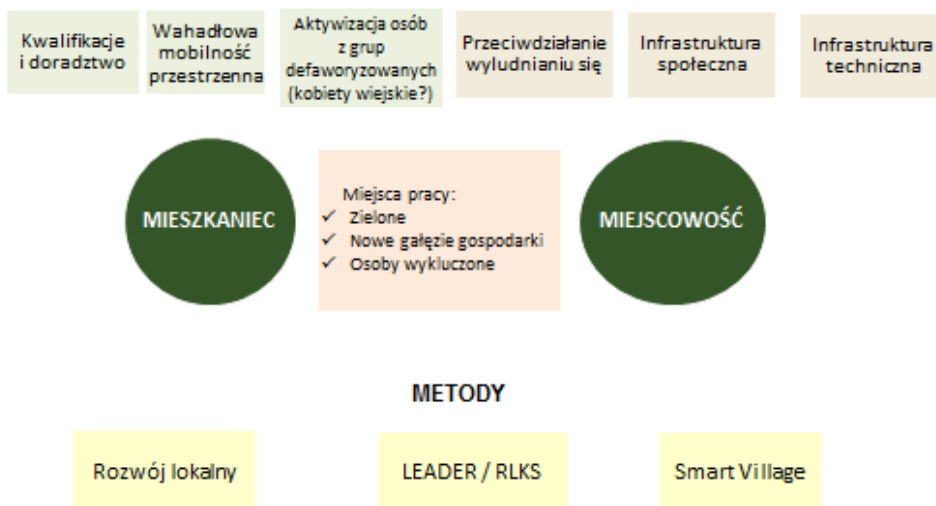 Kwalifikacje
i doradztwo
Wahadłowa
mobilność
przestrzenna
Aktywizacja osób
z grup
defaworyzowanych
(kobiety wiejskie?)
Przeciwdziałanie
wyludnianiu się
Infrastruktura
społeczna
Infrastruktura
techniczna
MIESZKANIEC
Miejsca pracy:
✓ Zielone
✓ Nowe gałęzie gospodarki
✓ Osoby wykluczone
MIEJSCOWOŚĆ
METODY
Rozwój lokalny
LEADER / RLKS
Smart Village